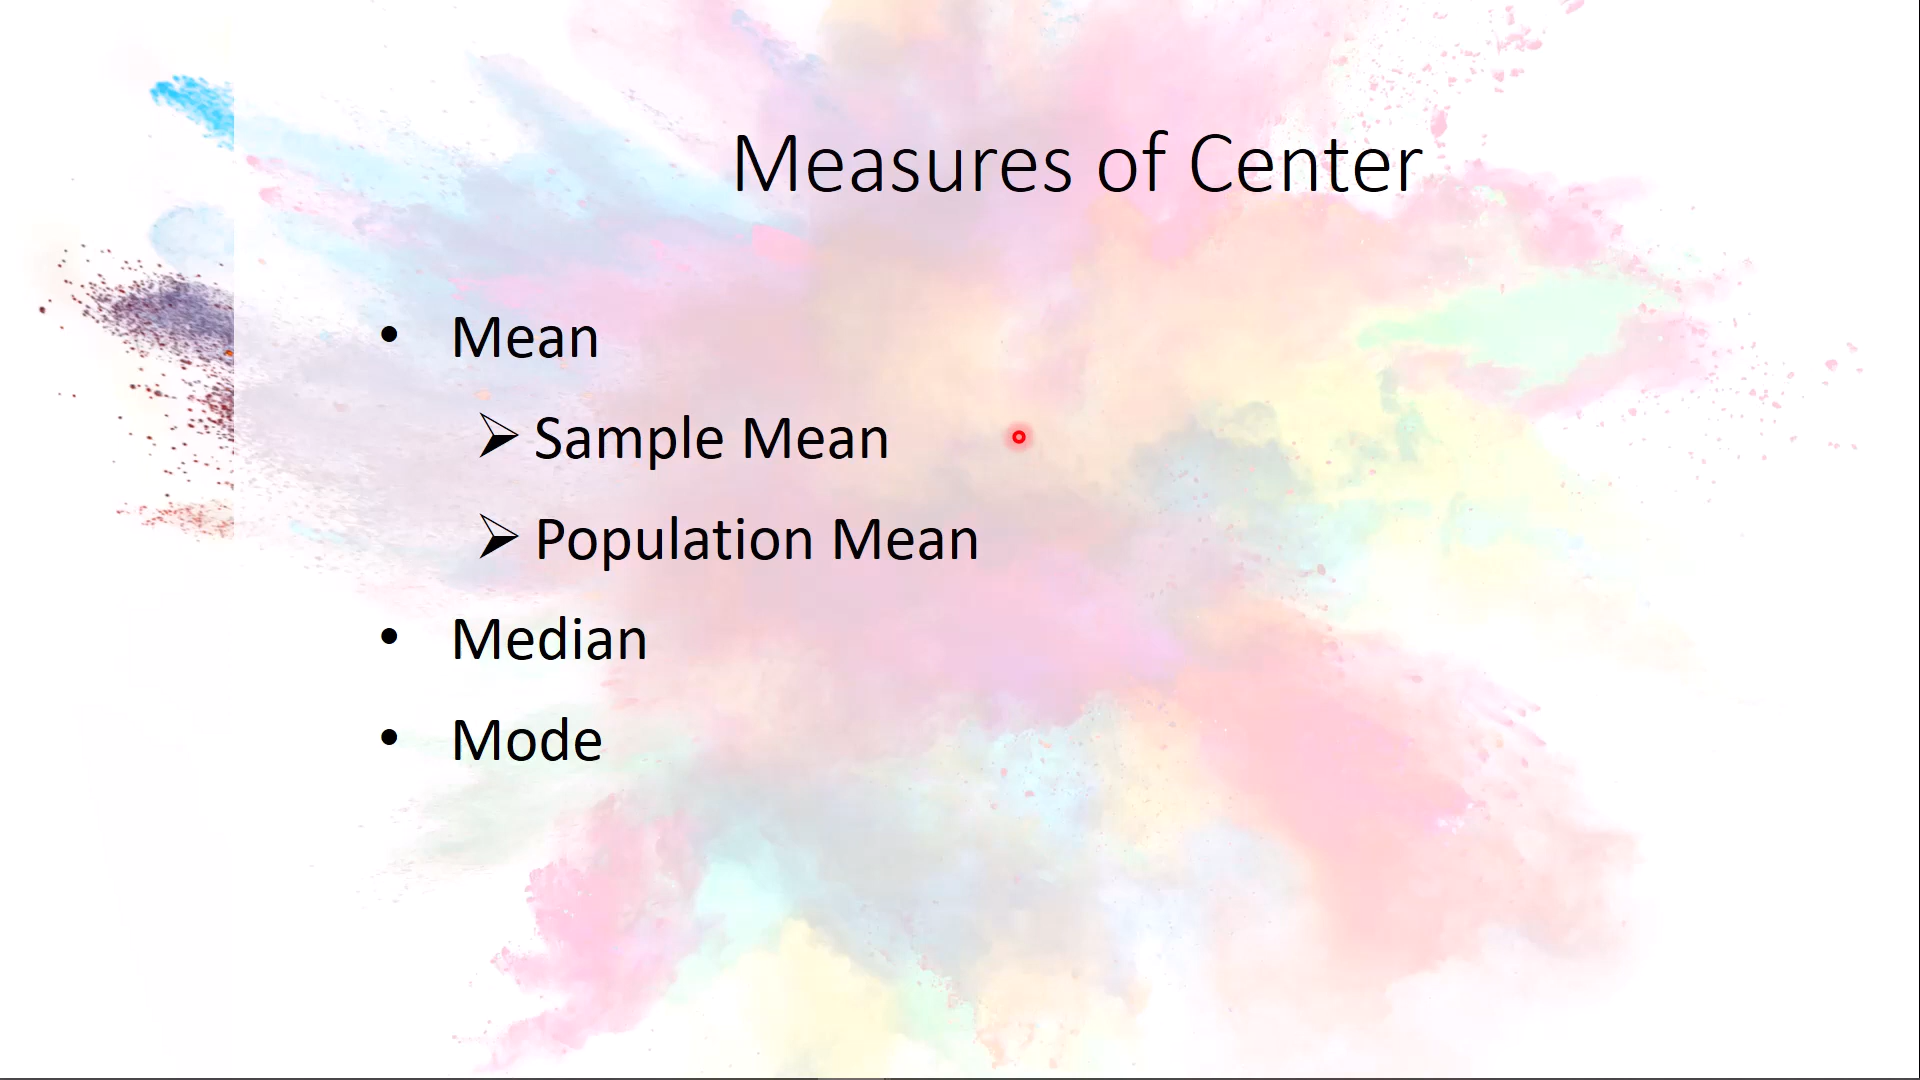 Measures of Center
• Mean
➢ Sample Mean
➢ Population Mean
• Median
• Mode